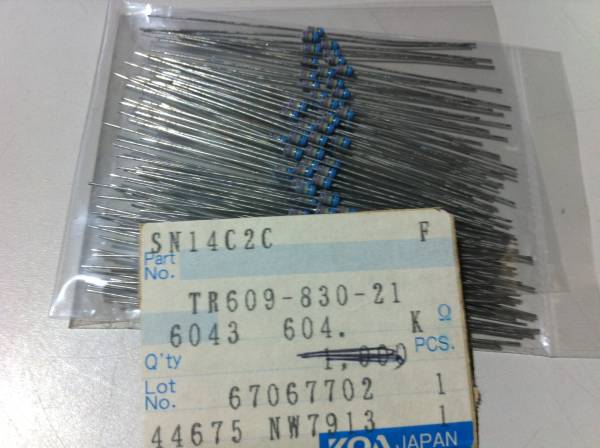 SN14C2C F
Part
No.
TR609-830-21
6043 604. K Ω
Q'ty 1,000 PCS.
Lot
No. 67067702 1
44675 NW7913 1
KOA JAPAN